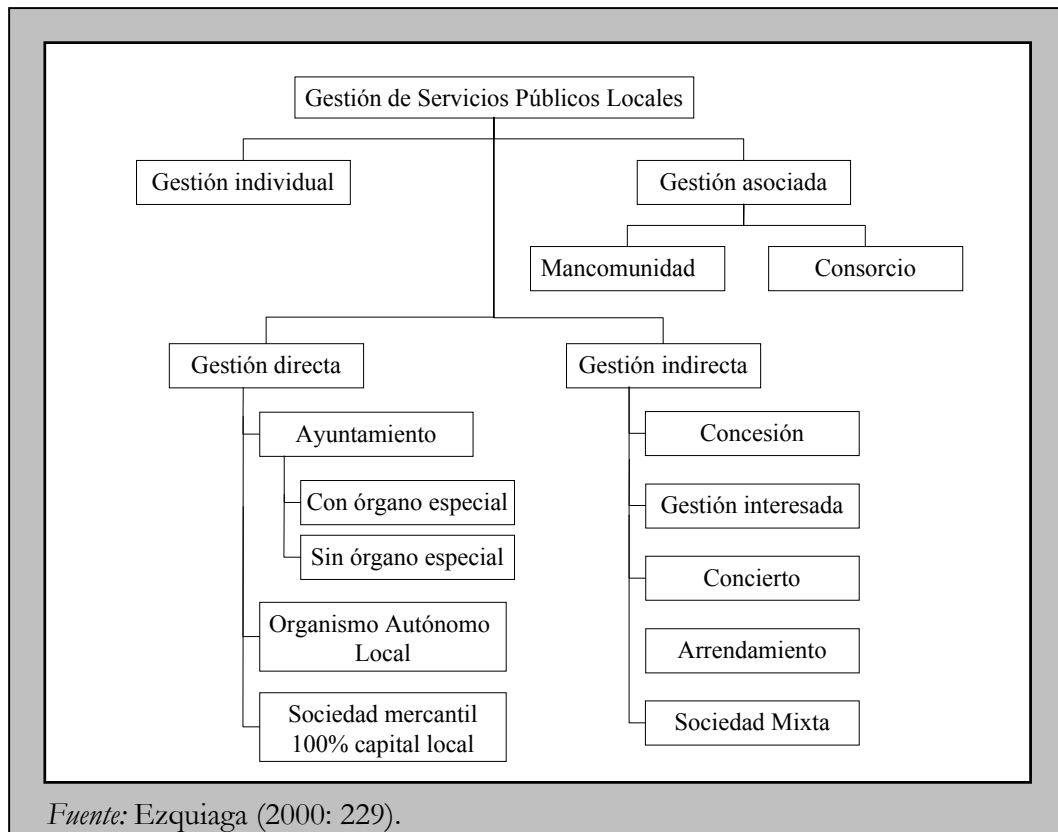 Gestión de Servicios Públicos Locales
Gestión individual
Gestión asociada
Mancomunidad
Consorcio
Gestión directa
Gestión indirecta
Ayuntamiento
Con órgano especial
Sin órgano especial
Organismo Autónomo
Local
Sociedad mercantil
100% capital local
Concesión
Gestión interesada
Concierto
Arrendamiento
Sociedad Mixta
Fuente: Ezquiaga (2000: 229).